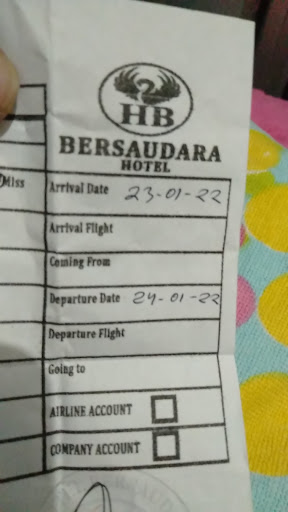 HB
BERSAUDARA
HOTEL
Miss
Arrival Date 23-01-22
Arrival Flight
Coming From
Departure Date 24-01-22
Departure Flight
Going to
AIRLINE ACCOUNT
COMPANY ACCOUNT